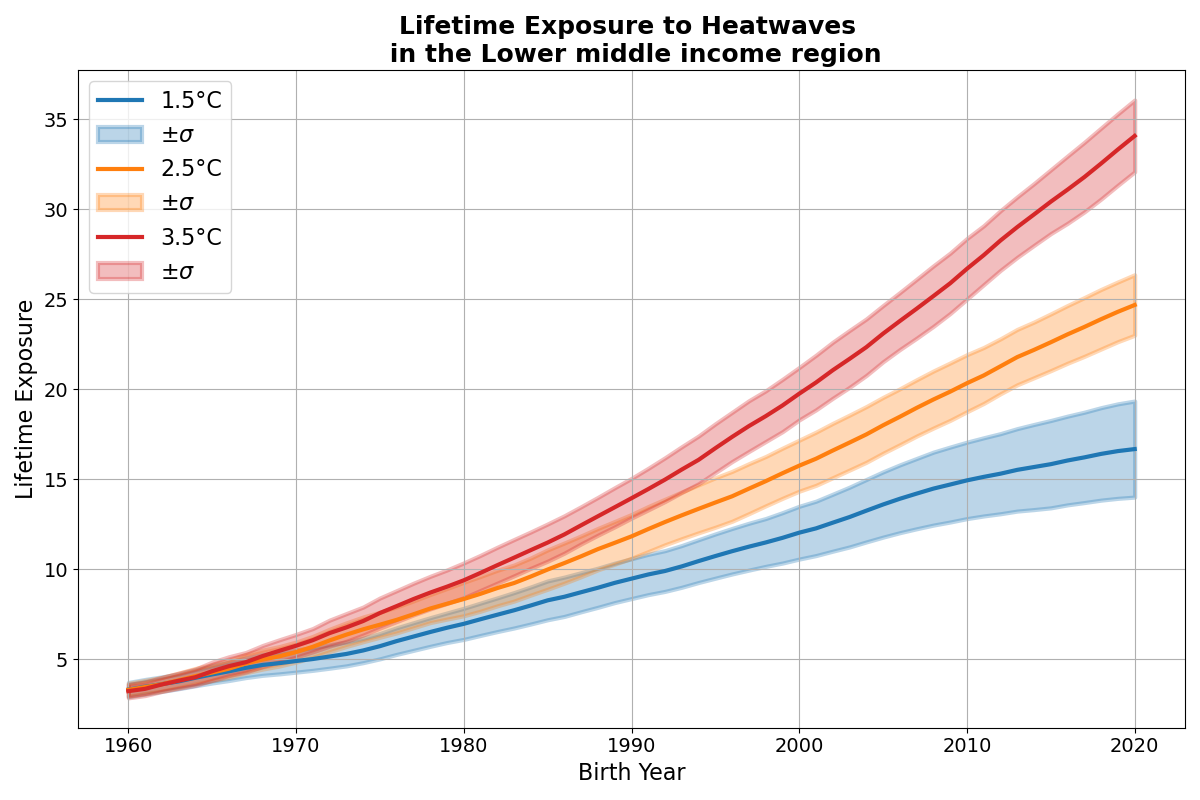 Lifetime Exposure to Heatwaves
in the Lower middle income region
1.5°C
±σ
2.5°C
±σ
3.5°C
±σ
Lifetime Exposure
35
30
25
20
15
10
5
1960 1970 1980 1990 2000 2010 2020
Birth Year